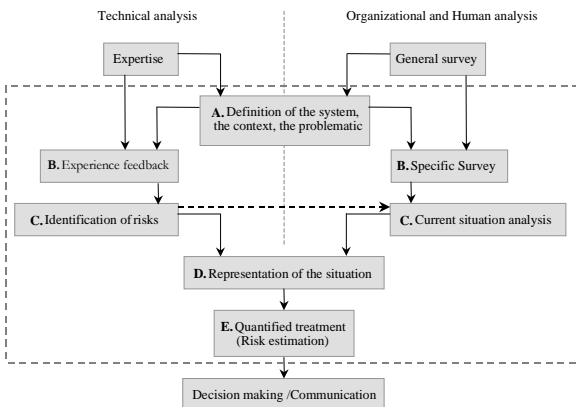 Technical analysis
Organizational and Human analysis
Expertise
General survey
A. Definition of the system,
the context, the problematic
B. Experience feedback
B. Specific Survey
C. Identification of risks
C. Current situation analysis
D. Representation of the situation
E. Quantified treatment
(Risk estimation)
Decision making /Communication